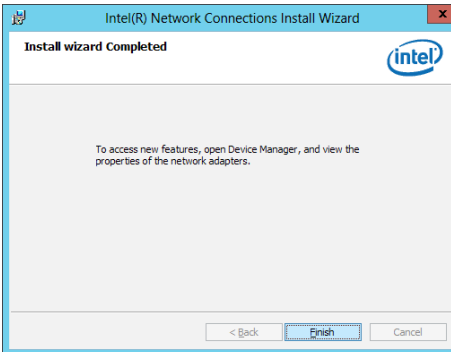 Intel(R) Network Connections Install Wizard
x
Install wizard Completed
intel
To access new features, open Device Manager, and view the
properties of the network adapters.
< Back
Finish
Cancel